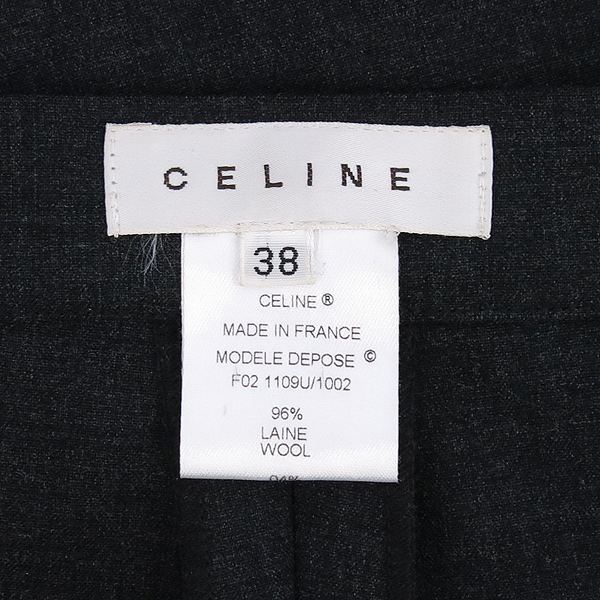 CELINE
38
CELINE ®
MADE IN FRANCE
MODELE DEPOSE ©
F02 1109U/1002
96%
LAINE
WOOL